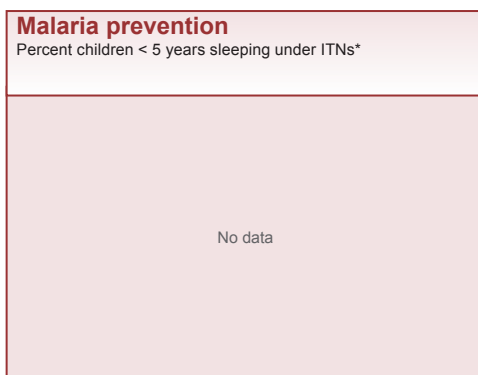 Malaria prevention
Percent children < 5 years sleeping under ITNs*
No data